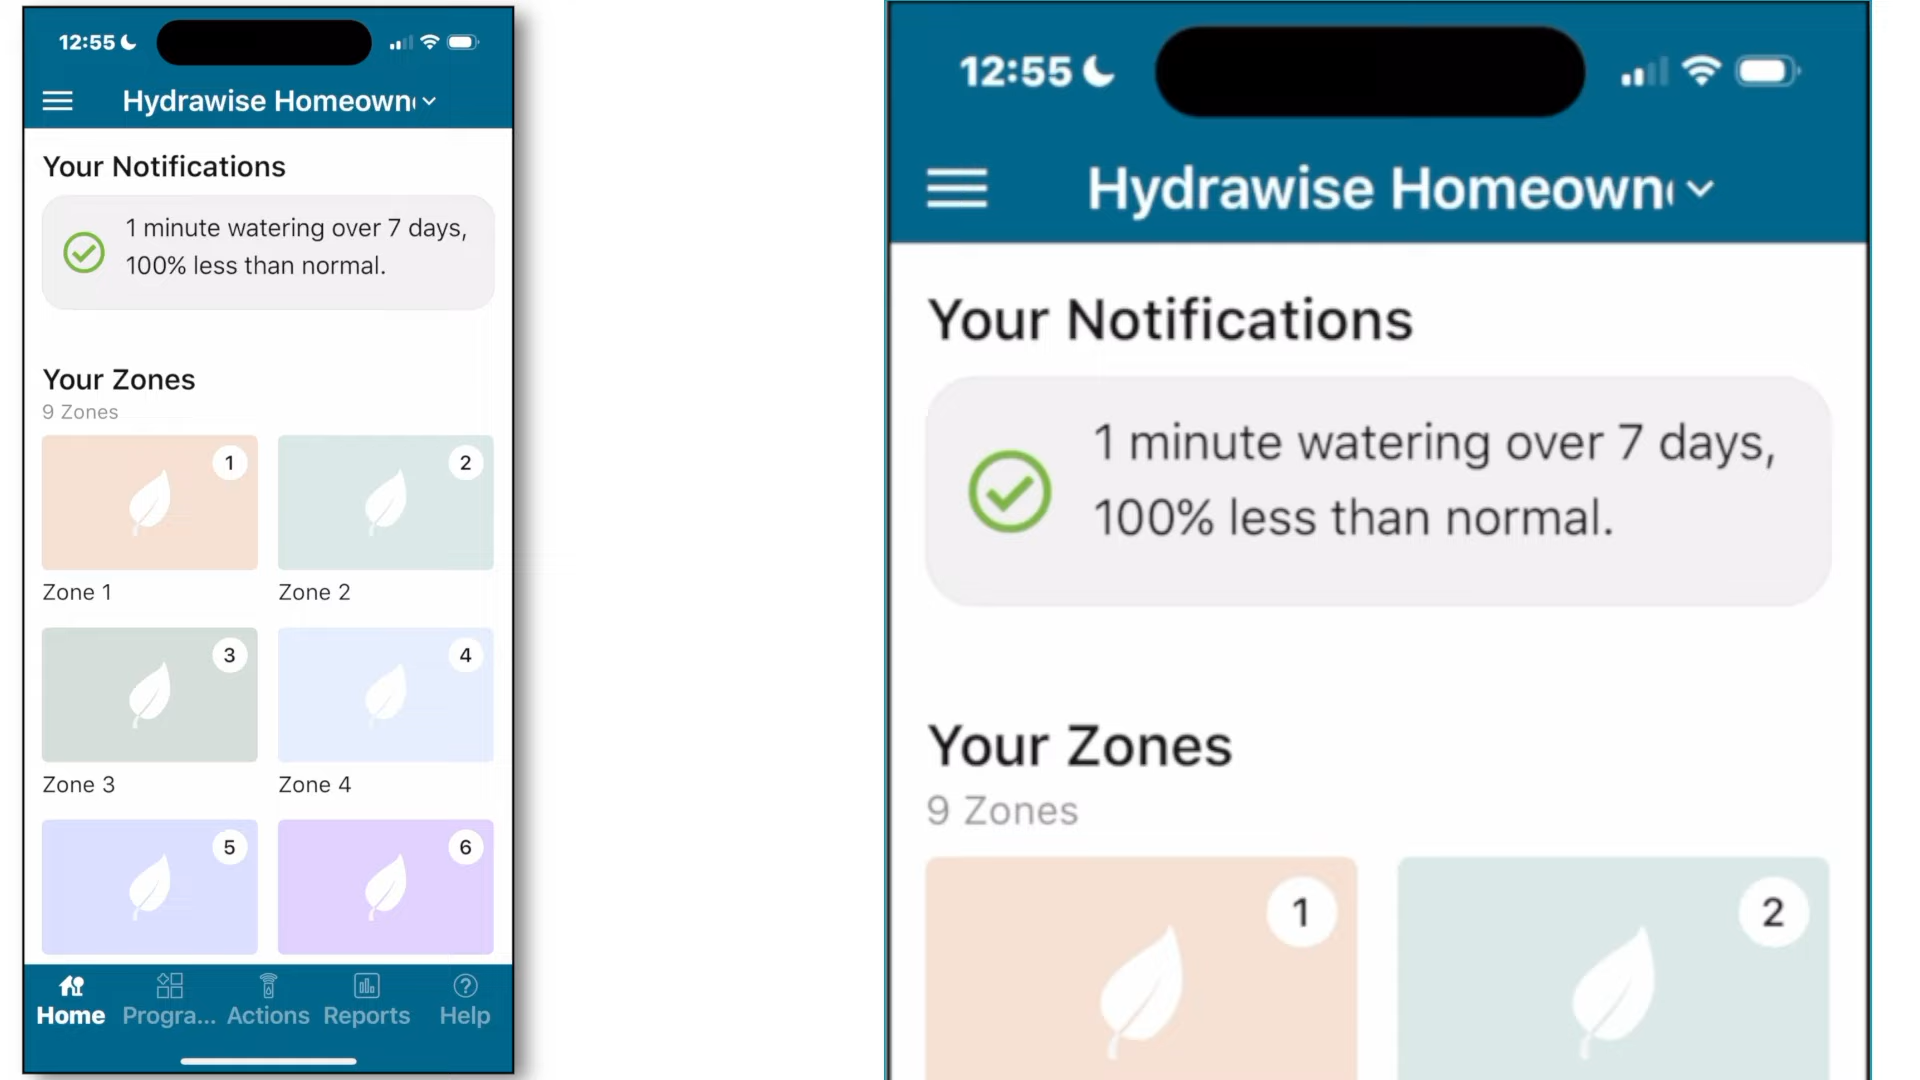 12:55
Hydrawise Homeown
Your Notifications
1 minute watering over 7 days,
100% less than normal.
Your Zones
9 Zones
1
2
Zone 1
Zone 2
3
4
Zone 3
Zone 4
5
6
Home
Progra...
Actions
Reports
Help
12:55
Hydrawise Homeown
Your Notifications
1 minute watering over 7 days,
100% less than normal.
Your Zones
9 Zones
1
2